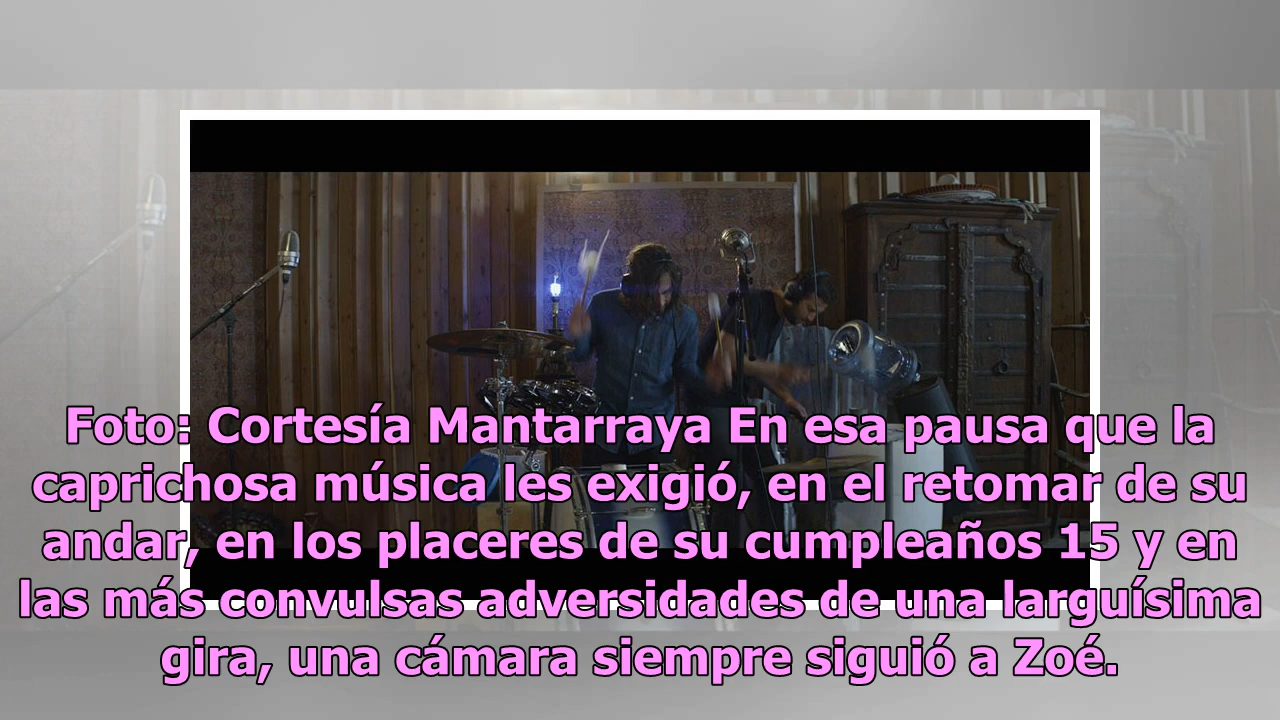 Foto: Cortesía Mantarraya En esa pausa que la
caprichosa música les exigió, en el retomar de su
andar, en los placeres de su cumpleaños 15 y en
las más convulsas adversidades de una larguísima
gira, una cámara siempre siguió a Zoé.